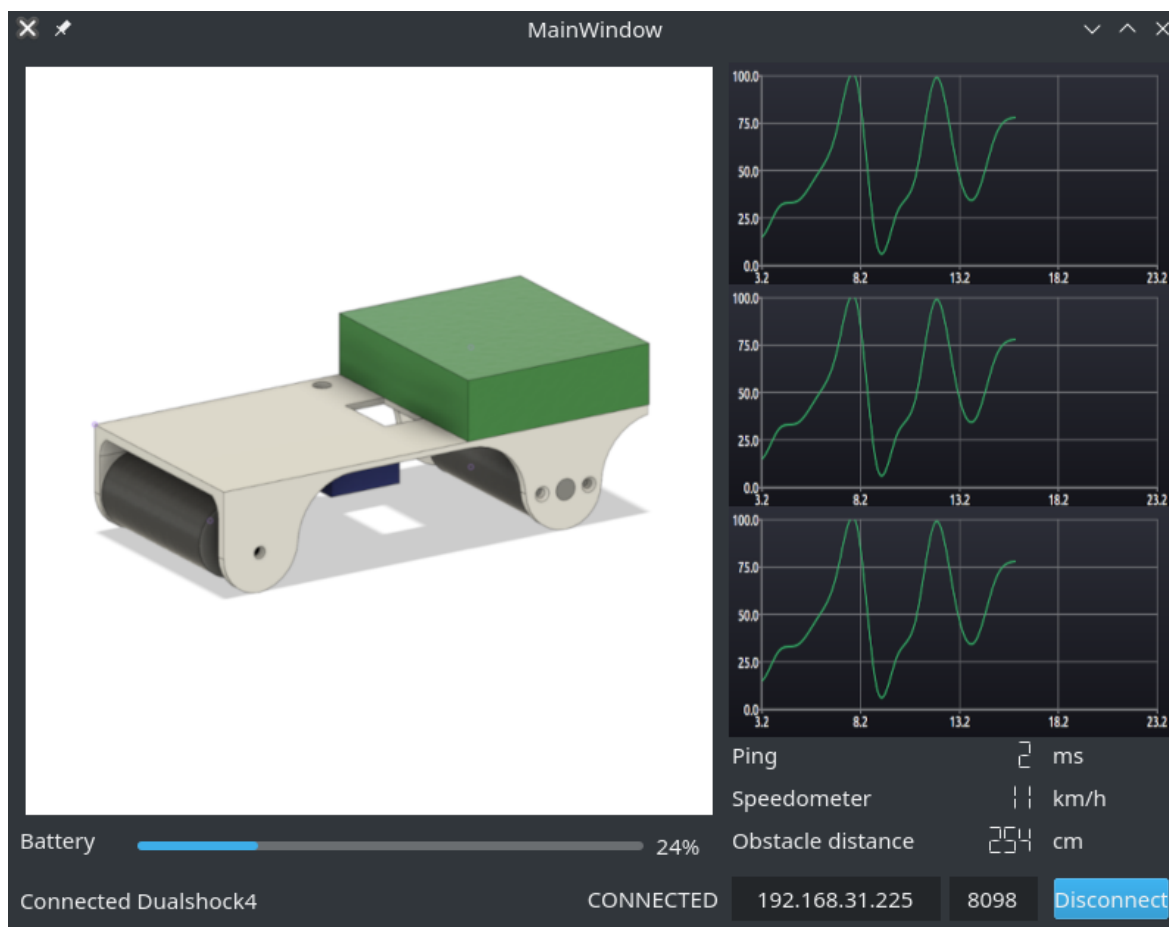 MainWindow
100.0
75.0
50.0
25.0
0.0
3.2 8.2 13.2 18.2 23.2
100.0
75.0
50.0
25.0
0.0
3.2 8.2 13.2 18.2 23.2
100.0
75.0
50.0
25.0
0.0
3.2 8.2 13.2 18.2 23.2
Ping 2 ms
Speedometer 11 km/h
Obstacle distance 254 cm
Battery 24%
Connected Dualshock4 CONNECTED 192.168.31.225 8098 Disconnect